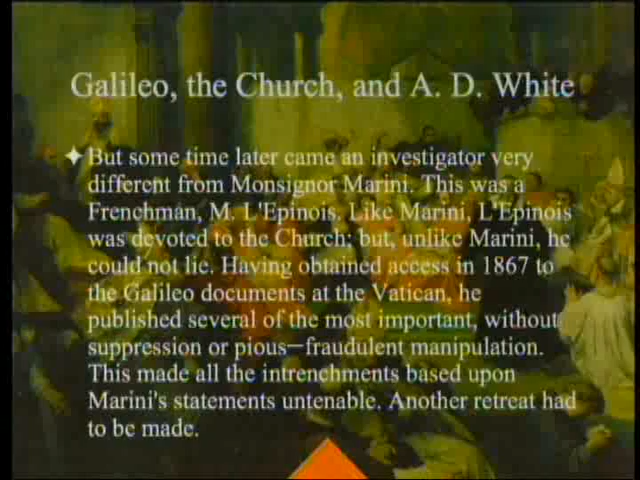 Galileo, the Church, and A. D. White
But some time later came an investigator very
different from Monsignor Marini. This was a
Frenchman, M. L'Epinois. Like Marini, L'Epinois
was devoted to the Church; but, unlike Marini, he
could not lie. Having obtained access in 1867 to
the Galileo documents at the Vatican, he
published several of the most important, without
suppression or pious—fraudulent manipulation.
This made all the intrenchments based upon
Marini's statements untenable. Another retreat had
to be made.